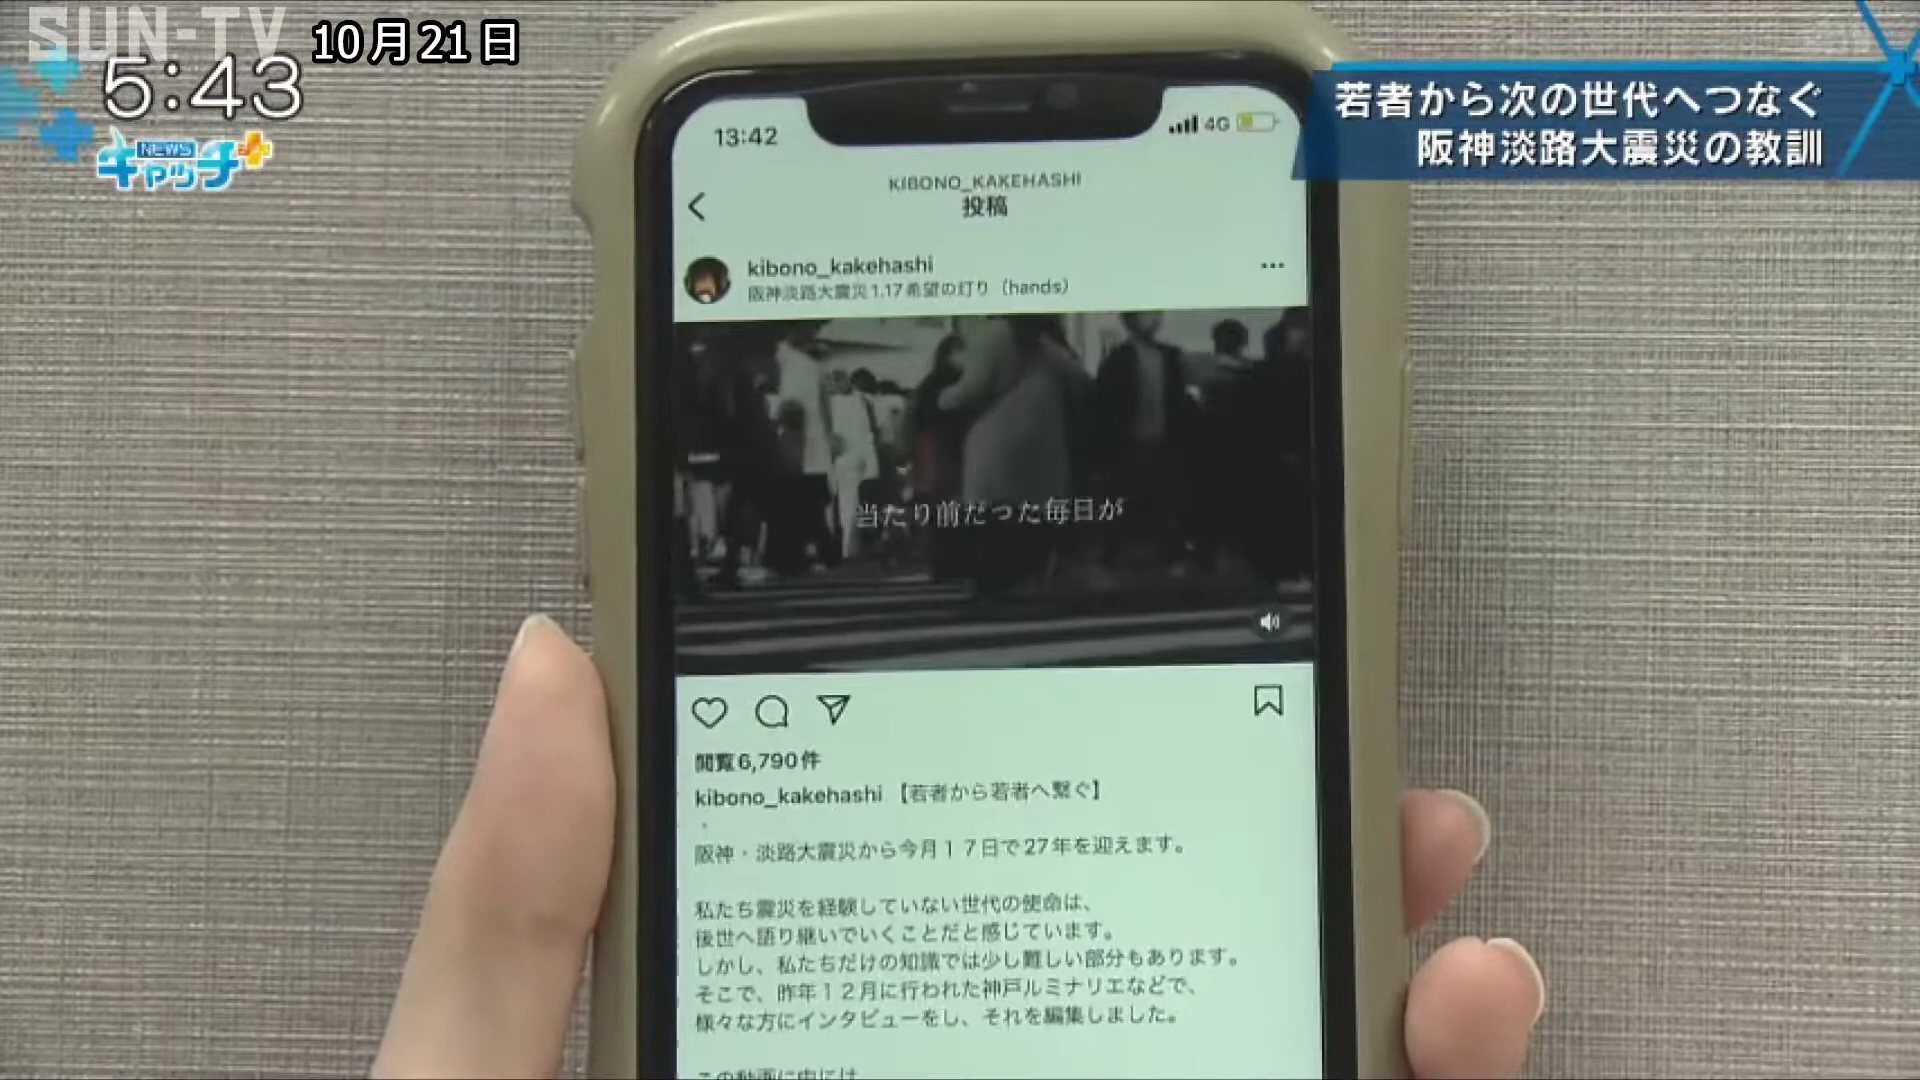 SUN-TV
10月21日
5:43
NEWS
キャッチ+
若者から次の世代へつなぐ
阪神淡路大震災の教訓
13:42
4G
KIBONO_KAKEHASHI
投稿
kibono_kakehashi
阪神淡路大震災1.17希望の灯り（hands）
当たり前だった毎日が
閲覧6,790件
kibono_kakehashi 【若者から若者へ繋ぐ】
.
阪神・淡路大震災から今月１７日で27年を迎えます。
私たち震災を経験していない世代の使命は、
後世へ語り継いでいくことだと感じています。
しかし、私たちだけの知識では少し難しい部分もあります。
そこで、昨年１２月に行われた神戸ルミナリエなどで、
様々な方にインタビューをし、それを編集しました。
この動画に中には